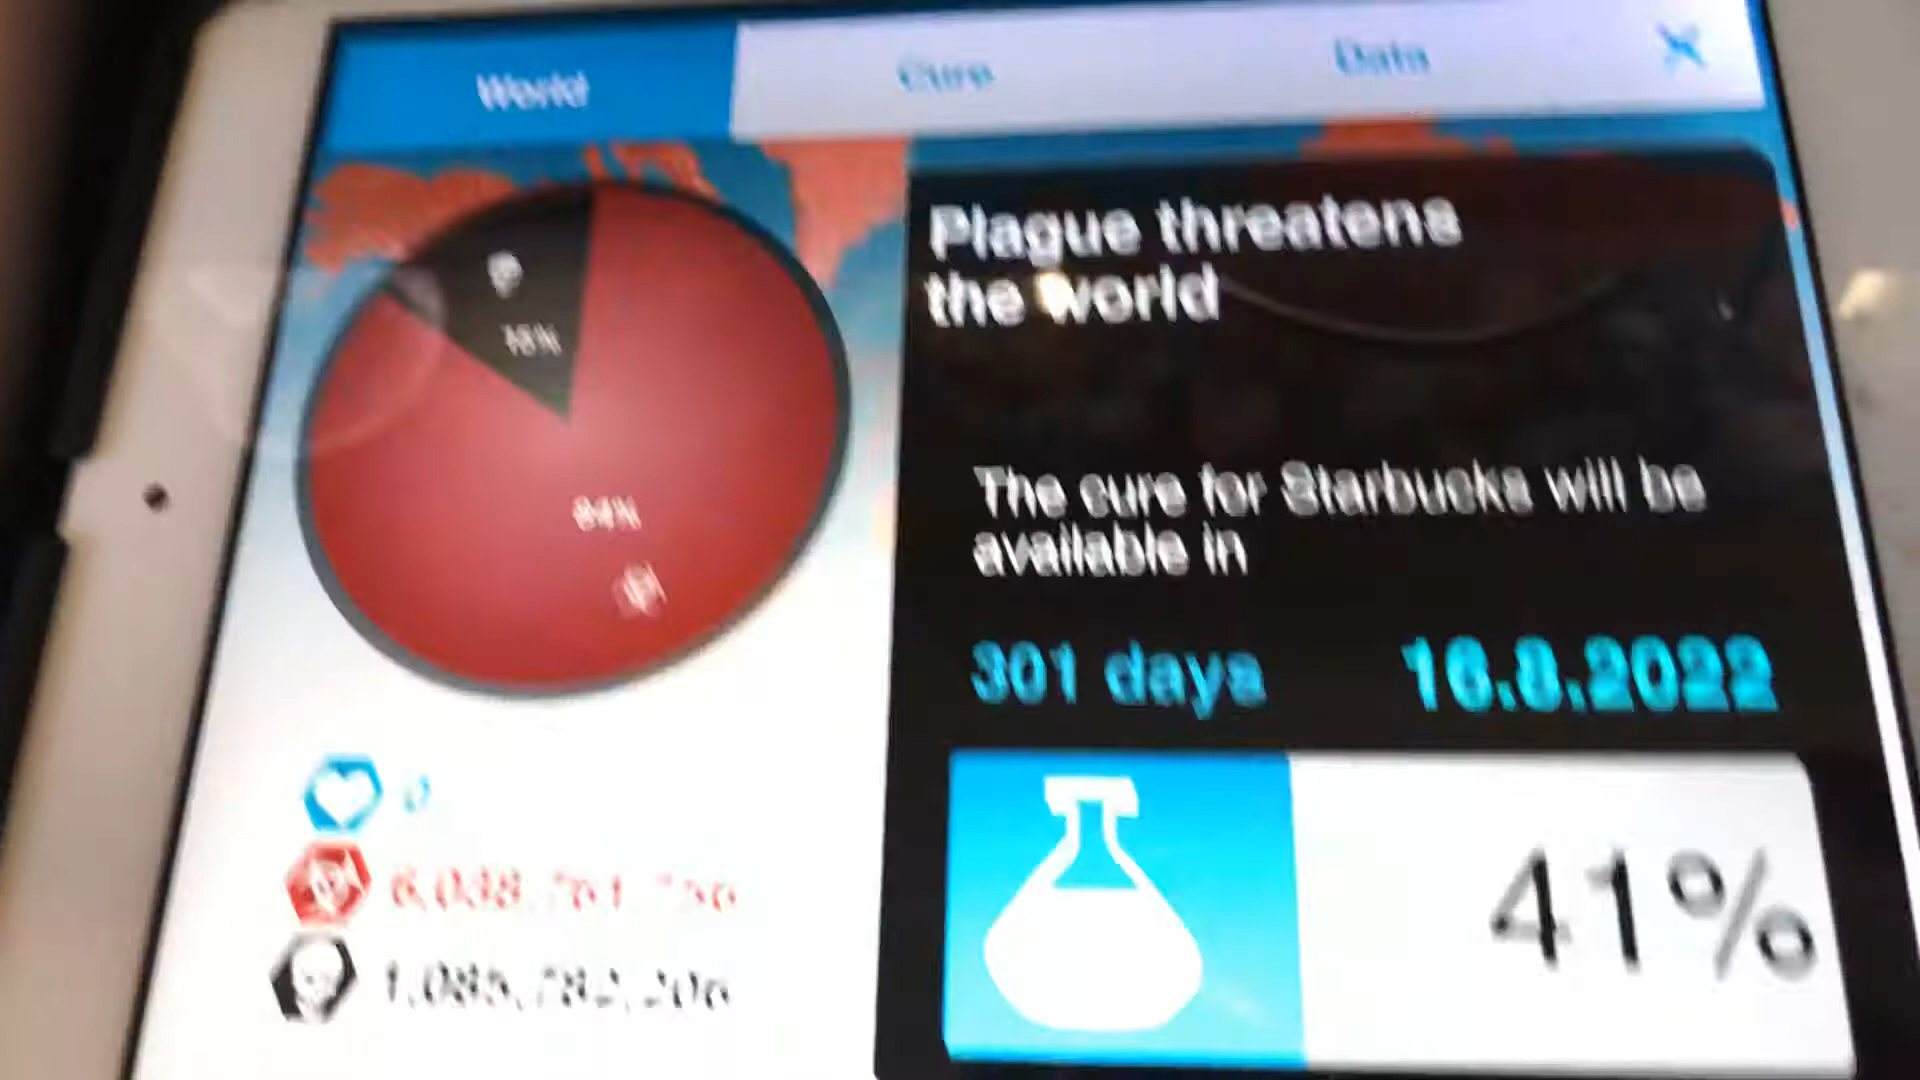 World
Cure
Data
X
16%
84%
0
Plague threatens
the world
The cure for Starbucks will be
available in
301 days
16.8.2022
41%